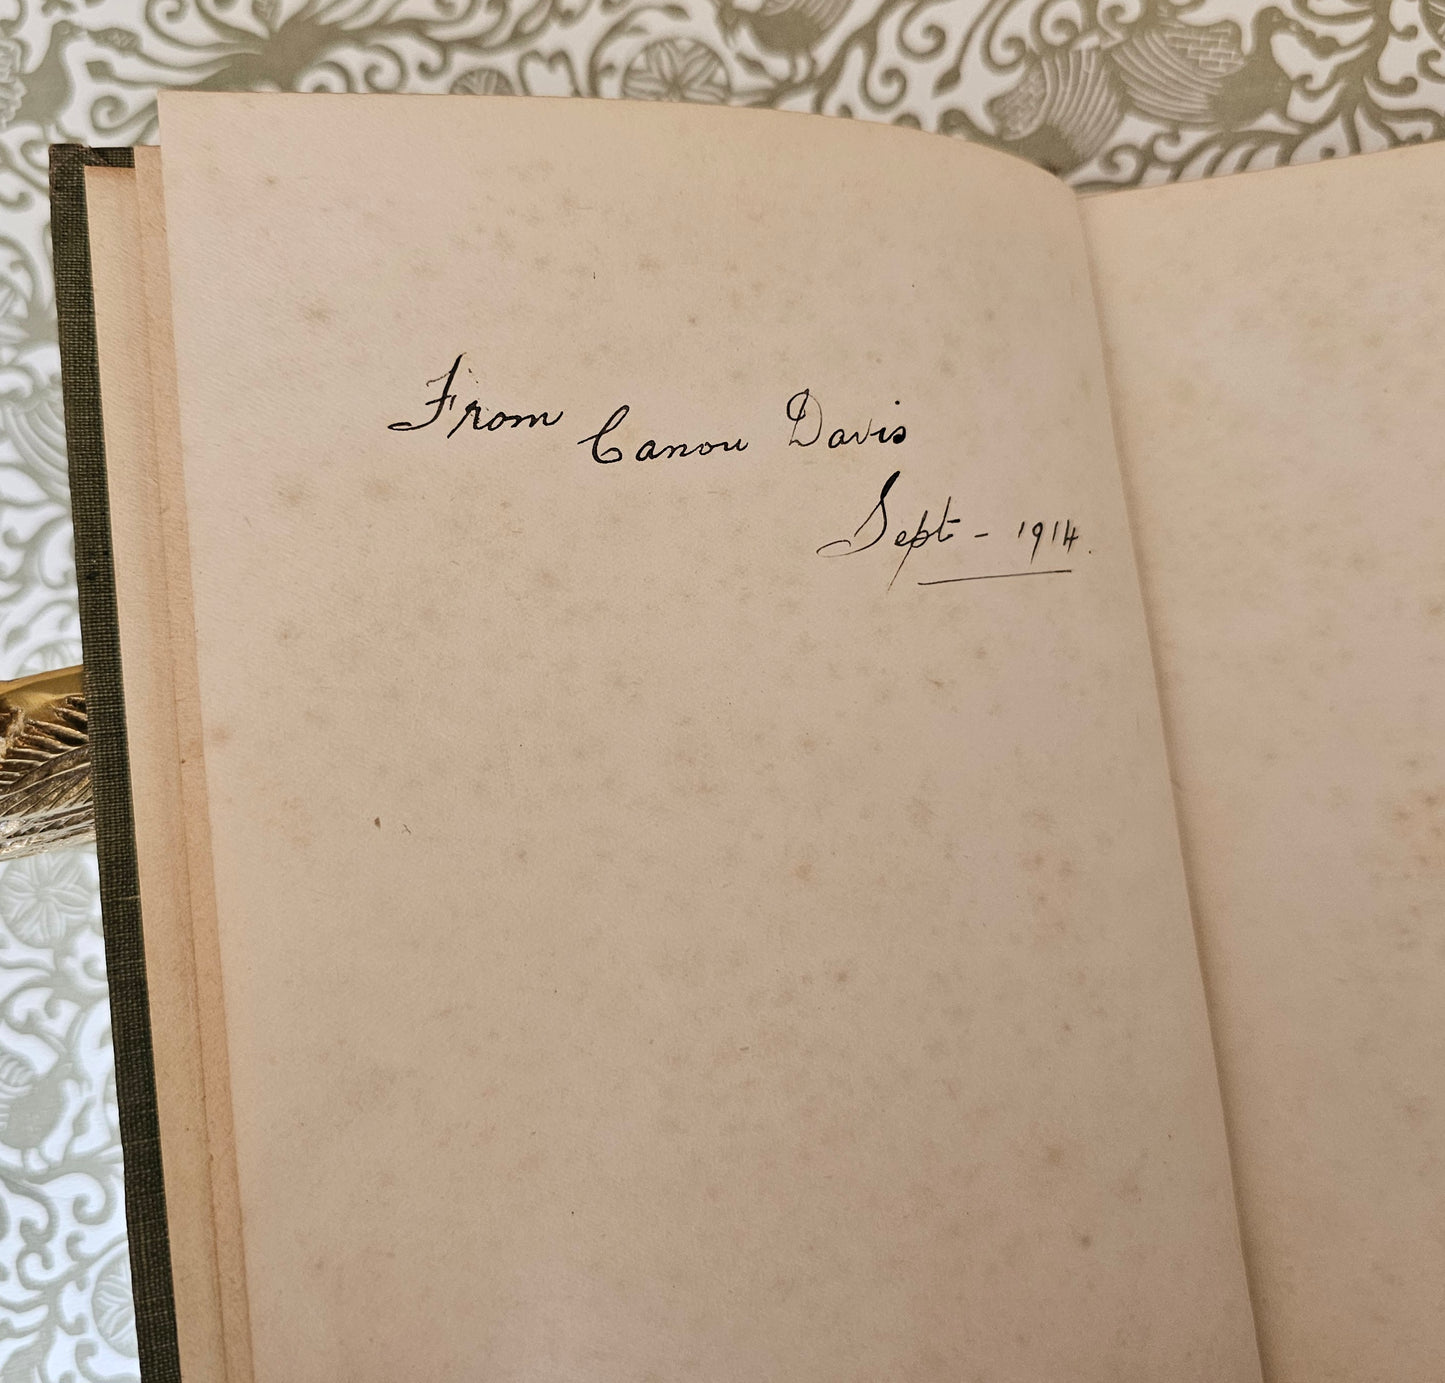 From Canon Davis
Sept - 1914.